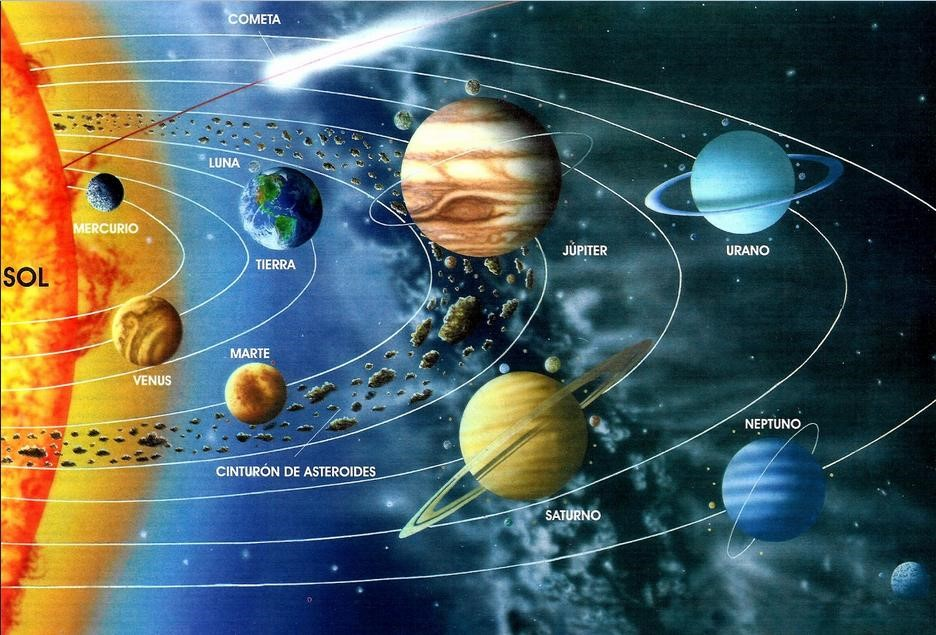 COMETA
LUNA
MERCURIO
TIERRA
JÚPITER
URANO
SOL
MARTE
VENUS
NEPTUNO
CINTURÓN DE ASTEROIDES
SATURNO